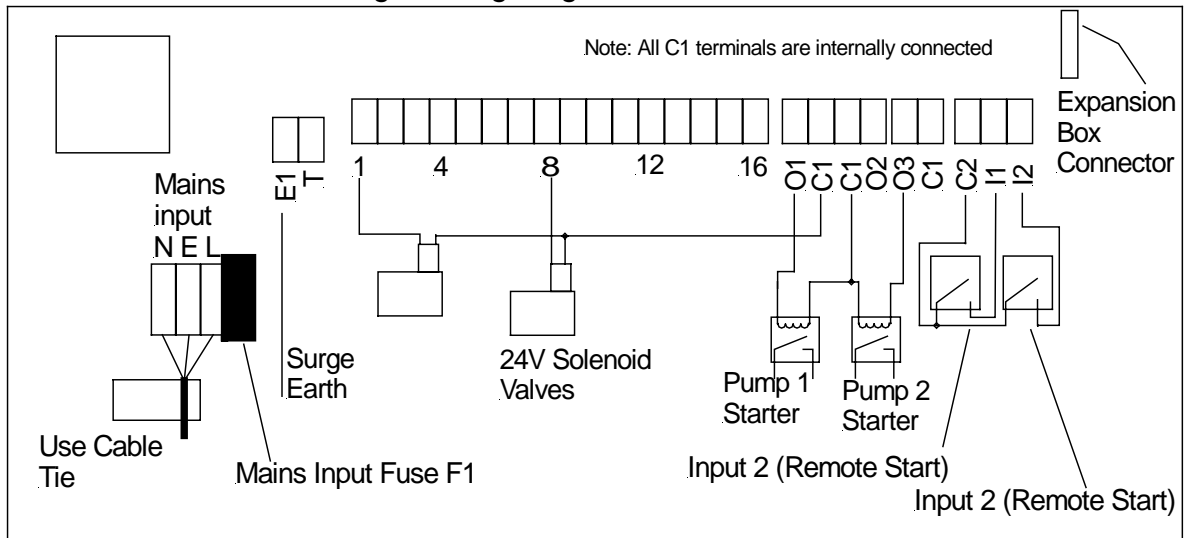 Note: All C1 terminals are internally connected
Expansion
Box
Connector
E1
T
1
4
8
12
16
O1
C1
C1
O2
O3
C1
C2
I1
I2
Mains
input
N E L
Surge
Earth
24V Solenoid
Valves
Pump 1
Starter
Pump 2
Starter
Use Cable
Tie
Mains Input Fuse F1
Input 2 (Remote Start)
Input 2 (Remote Start)